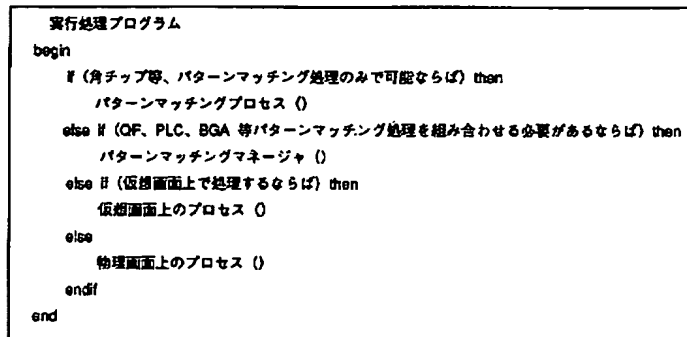 実行処理プログラム
begin
if (角チップ等、パターンマッチング処理のみで可能ならば) then
パターンマッチングプロセス ()
else if (QF、PLC、BGA 等パターンマッチング処理を組み合わせる必要があるならば) then
パターンマッチングマネージャ ()
else if (仮想画面上で処理するならば) then
仮想画面上のプロセス ()
else
物理画面上のプロセス ()
endif
end